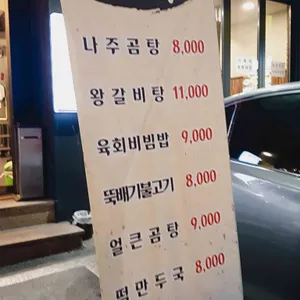 나주곰탕 8,000
왕갈비탕 11,000
육회비빔밥 9,000
뚝배기불고기 8,000
얼큰곰탕 9,000
떡만두국 8,000